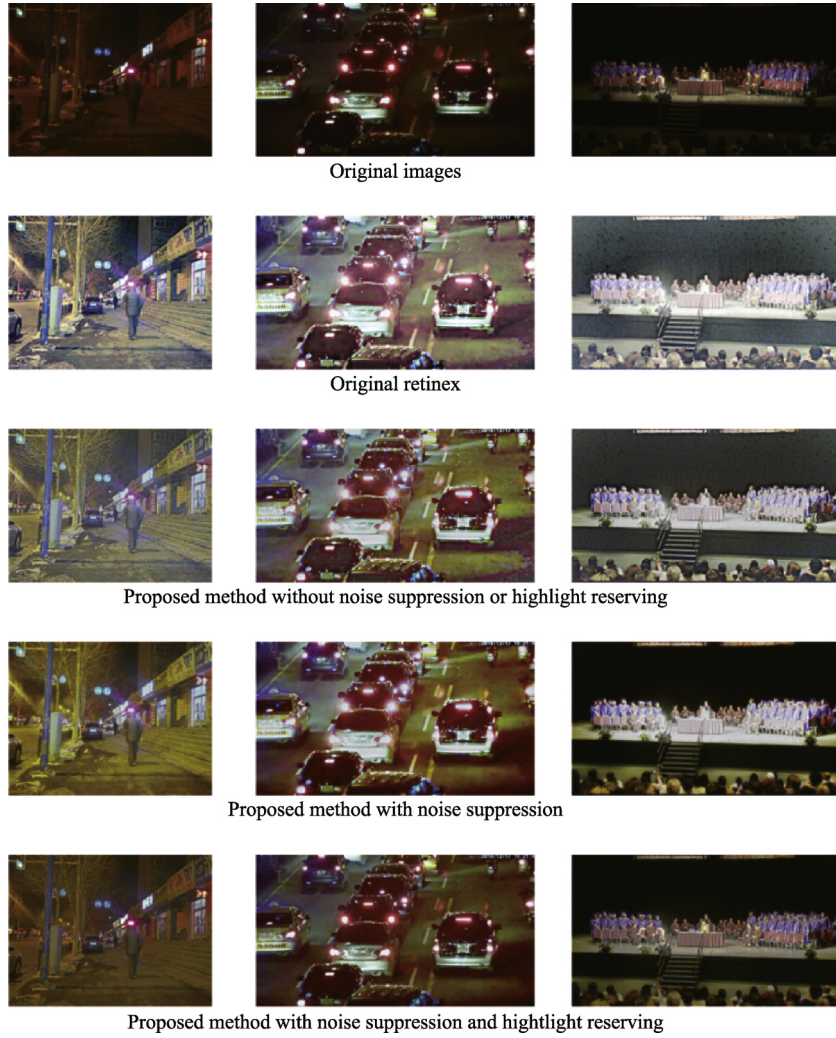 Original images
Original retinex
Proposed method without noise suppression or highlight reserving
Proposed method with noise suppression
Proposed method with noise suppression and hightlight reserving